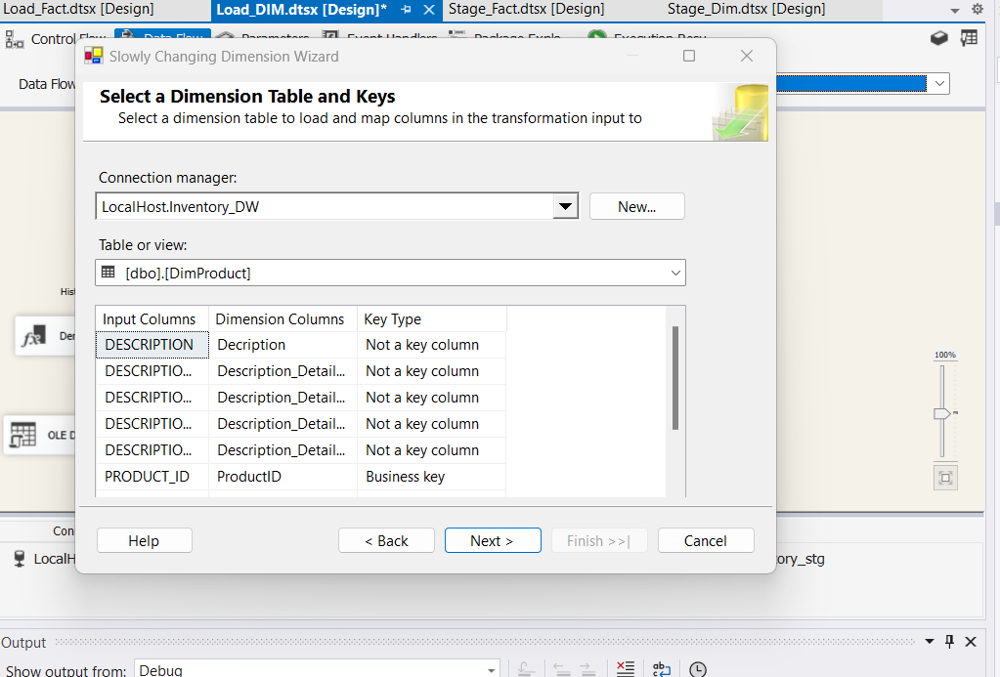 Load_Fact.dtsx [Design] Load_DIM.dtsx [Design]* Stage_Fact.dtsx [Design] Stage_Dim.dtsx [Design]
Control Flow Data Flow Parameters Event Handlers Package Explo
Data Flow
Slowly Changing Dimension Wizard
Select a Dimension Table and Keys
Select a dimension table to load and map columns in the transformation input to
Connection manager:
LocalHost.Inventory_DW New...
Table or view:
[dbo].[DimProduct]
Hist
Input Columns Dimension Columns Key Type
DESCRIPTION Decription Not a key column
DESCRIPTIO... Description_Detail... Not a key column
DESCRIPTIO... Description_Detail... Not a key column
DESCRIPTIO... Description_Detail... Not a key column
DESCRIPTIO... Description_Detail... Not a key column
PRODUCT_ID ProductID Business key
Der
OLE D
100%
Help < Back Next > Finish >>| Cancel
Con
LocalH ory_stg
Output
Show output from: Debug